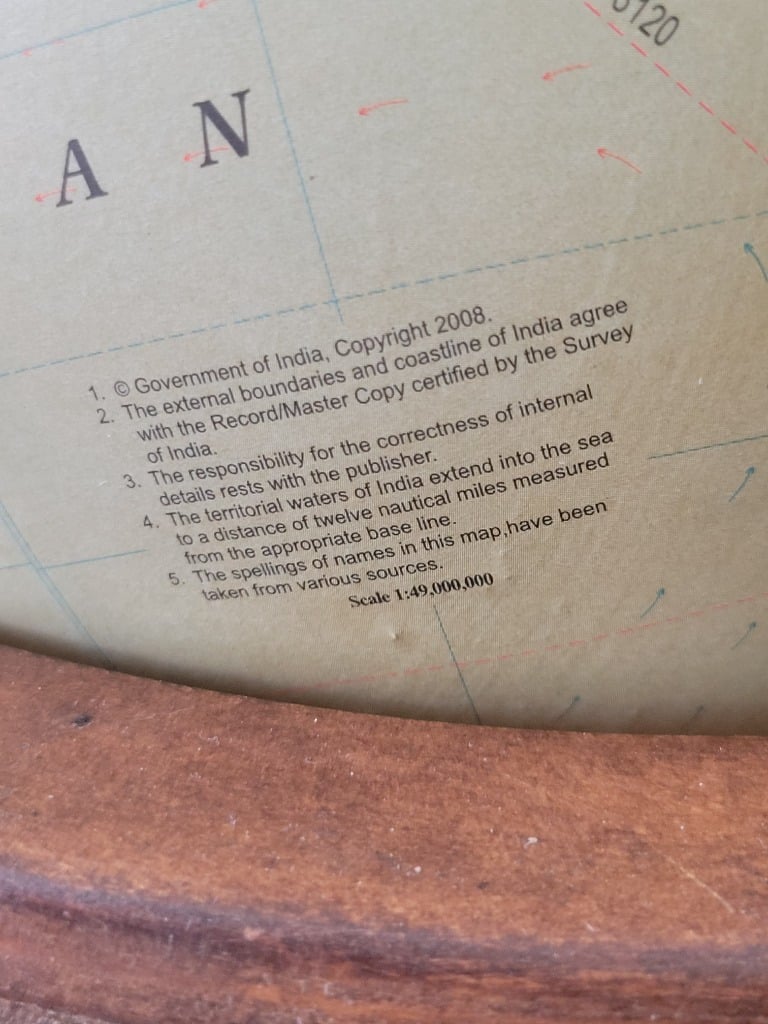 6120
A N
1. © Government of India, Copyright 2008.
2. The external boundaries and coastline of India agree
with the Record/Master Copy certified by the Survey
of India.
3. The responsibility for the correctness of internal
details rests with the publisher.
4. The territorial waters of India extend into the sea
to a distance of twelve nautical miles measured
from the appropriate base line.
5. The spellings of names in this map,have been
taken from various sources.
Scale 1:49,000,000